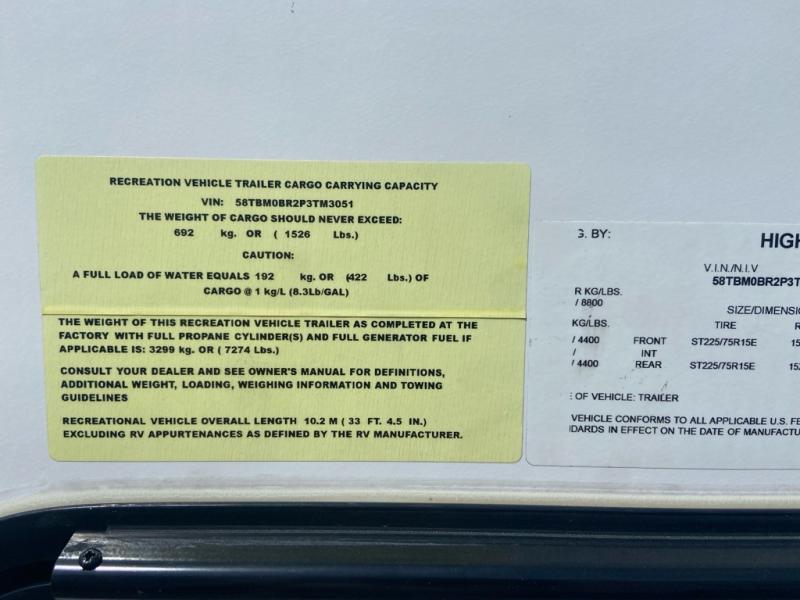 RECREATION VEHICLE TRAILER CARGO CARRYING CAPACITY
VIN: 58TBM0BR2P3TM3051
THE WEIGHT OF CARGO SHOULD NEVER EXCEED:
692 kg. OR ( 1526 Lbs.)
CAUTION:
A FULL LOAD OF WATER EQUALS 192 kg. OR (422 Lbs.) OF
CARGO @ 1 kg/L (8.3Lb/GAL)
THE WEIGHT OF THIS RECREATION VEHICLE TRAILER AS COMPLETED AT THE
FACTORY WITH FULL PROPANE CYLINDER(S) AND FULL GENERATOR FUEL IF
APPLICABLE IS: 3299 kg. OR ( 7274 Lbs.)
CONSULT YOUR DEALER AND SEE OWNER'S MANUAL FOR DEFINITIONS,
ADDITIONAL WEIGHT, LOADING, WEIGHING INFORMATION AND TOWING
GUIDELINES
RECREATIONAL VEHICLE OVERALL LENGTH 10.2 M ( 33 FT. 4.5 IN.)
EXCLUDING RV APPURTENANCES AS DEFINED BY THE RV MANUFACTURER.
G. BY:
HIGH
V.I.N./N.I.V
58TBM0BR2P3T
R KG/LBS.
/ 8800
SIZE/DIMENSIO
KG/LBS. TIRE R
/ 4400 FRONT ST225/75R15E 15
/ INT
/ 4400 REAR ST225/75R15E 15
: OF VEHICLE: TRAILER
VEHICLE CONFORMS TO ALL APPLICABLE U.S. FE
DARDS IN EFFECT ON THE DATE OF MANUFACTU